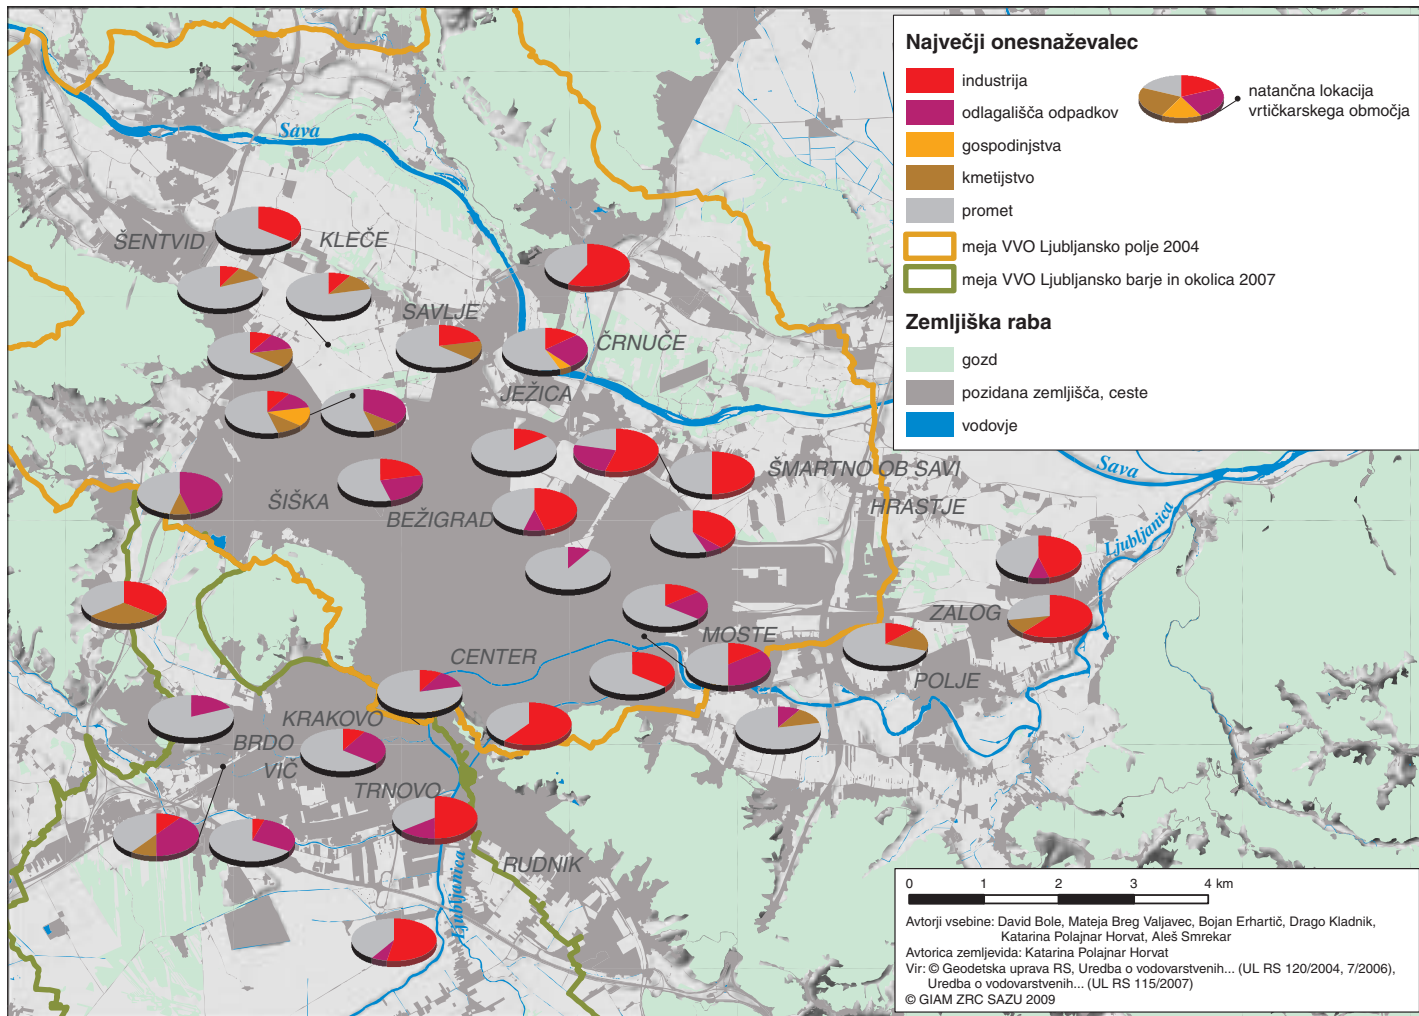 Največji onesnaževalec
industrija
odlagališča odpadkov
gospodinjstva
kmetijstvo
promet
meja VVO Ljubljansko polje 2004
meja VVO Ljubljansko barje in okolica 2007
natančna lokacija
vrtičkarskega območja
Zemljiška raba
gozd
pozidana zemljišča, ceste
vodovje
Sava
ŠENTVID
KLEČE
SAVLJE
ČRNUČE
JEŽICA
ŠMARTNO OB SAVI
Sava
ŠIŠKA
BEŽIGRAD
HRASTJE
Ljubljanica
ZALOG
MOSTE
CENTER
POLJE
KRAKOVO
BRDO
VIČ
TRNOVO
RUDNIK
Ljubljanica
0 1 2 3 4 km
Avtorji vsebine: David Bole, Mateja Breg Valjavec, Bojan Erhartič, Drago Kladnik,
Katarina Polajnar Horvat, Aleš Smrekar
Avtorica zemljevida: Katarina Polajnar Horvat
Vir: © Geodetska uprava RS, Uredba o vodovarstvenih... (UL RS 120/2004, 7/2006),
Uredba o vodovarstvenih... (UL RS 115/2007)
© GIAM ZRC SAZU 2009